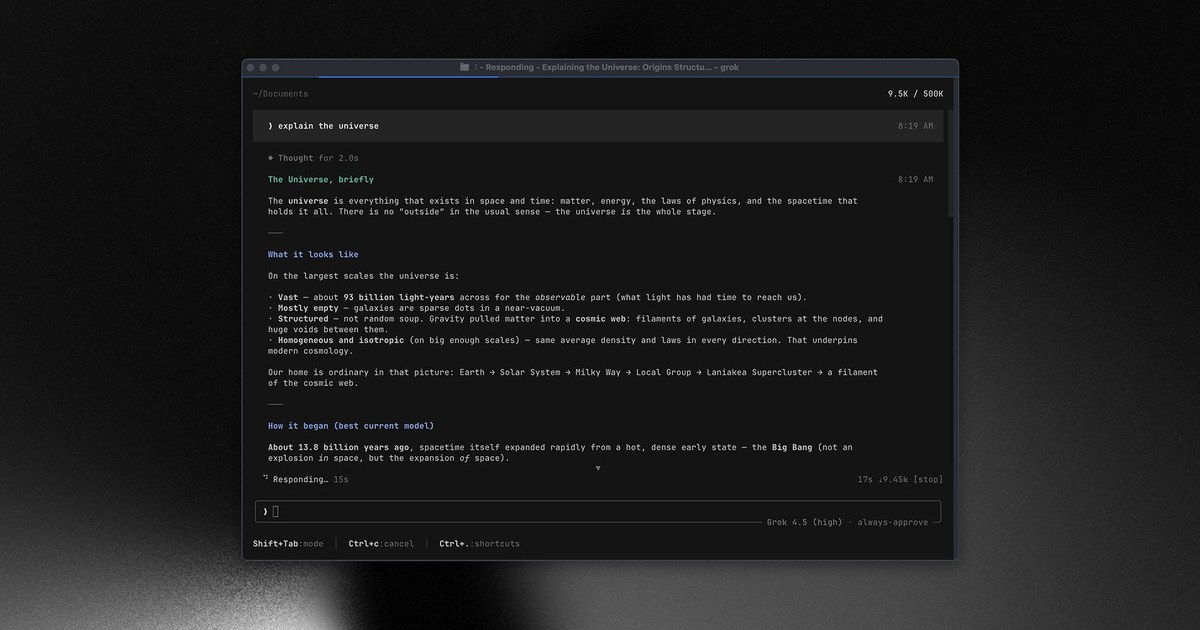 – Responding – Explaining the Universe: Origins Structu... – grok
~/Documents 9.5K / 500K
❯ explain the universe 8:19 AM
◆ Thought for 2.0s
The Universe, briefly 8:19 AM
The universe is everything that exists in space and time: matter, energy, the laws of physics, and the spacetime that
holds it all. There is no "outside" in the usual sense — the universe is the whole stage.
What it looks like
On the largest scales the universe is:
· Vast — about 93 billion light-years across for the observable part (what light has had time to reach us).
· Mostly empty — galaxies are sparse dots in a near-vacuum.
· Structured — not random soup. Gravity pulled matter into a cosmic web: filaments of galaxies, clusters at the nodes, and
huge voids between them.
· Homogeneous and isotropic (on big enough scales) — same average density and laws in every direction. That underpins
modern cosmology.
Our home is ordinary in that picture: Earth → Solar System → Milky Way → Local Group → Laniakea Supercluster → a filament
of the cosmic web.
How it began (best current model)
About 13.8 billion years ago, spacetime itself expanded rapidly from a hot, dense early state — the Big Bang (not an
explosion in space, but the expansion of space).
Responding… 15s 17s ↓9.45k [stop]
❯
Grok 4.5 (high) · always-approve
Shift+Tab:mode │ Ctrl+c:cancel │ Ctrl+.:shortcuts